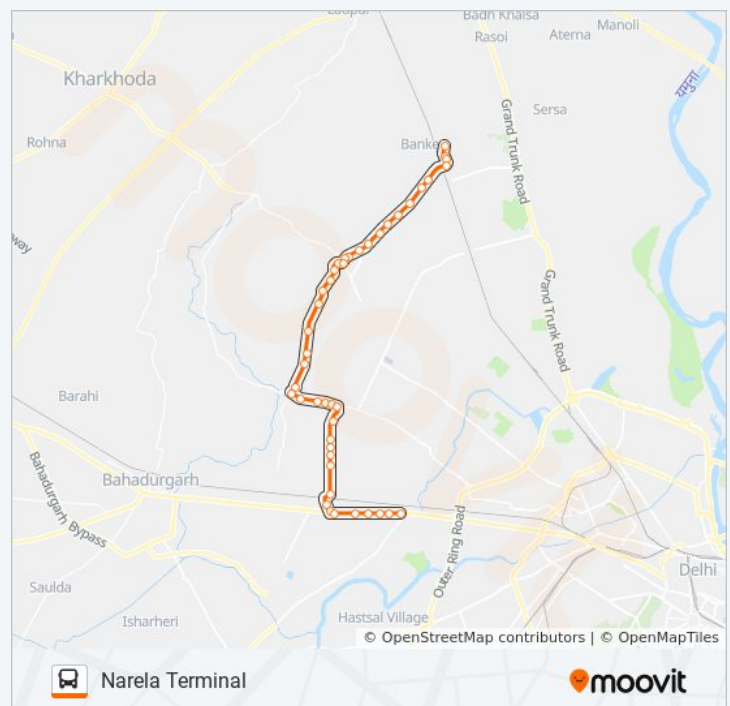 Badh Khaisa
Manoli
Rasoi
Aterna
Kharkhoda
यमुना
Grand Trunk Road
Sersa
Rohna
Banke
way
Grand Trunk Road
Barahi
Bahadurgarh
Bahadurgarh Bypass
Outer Ring Road
Delhi
Saulda
Hastsal Village
Isharheri
© OpenStreetMap contributors | © OpenMapTiles
Narela Terminal
moovit